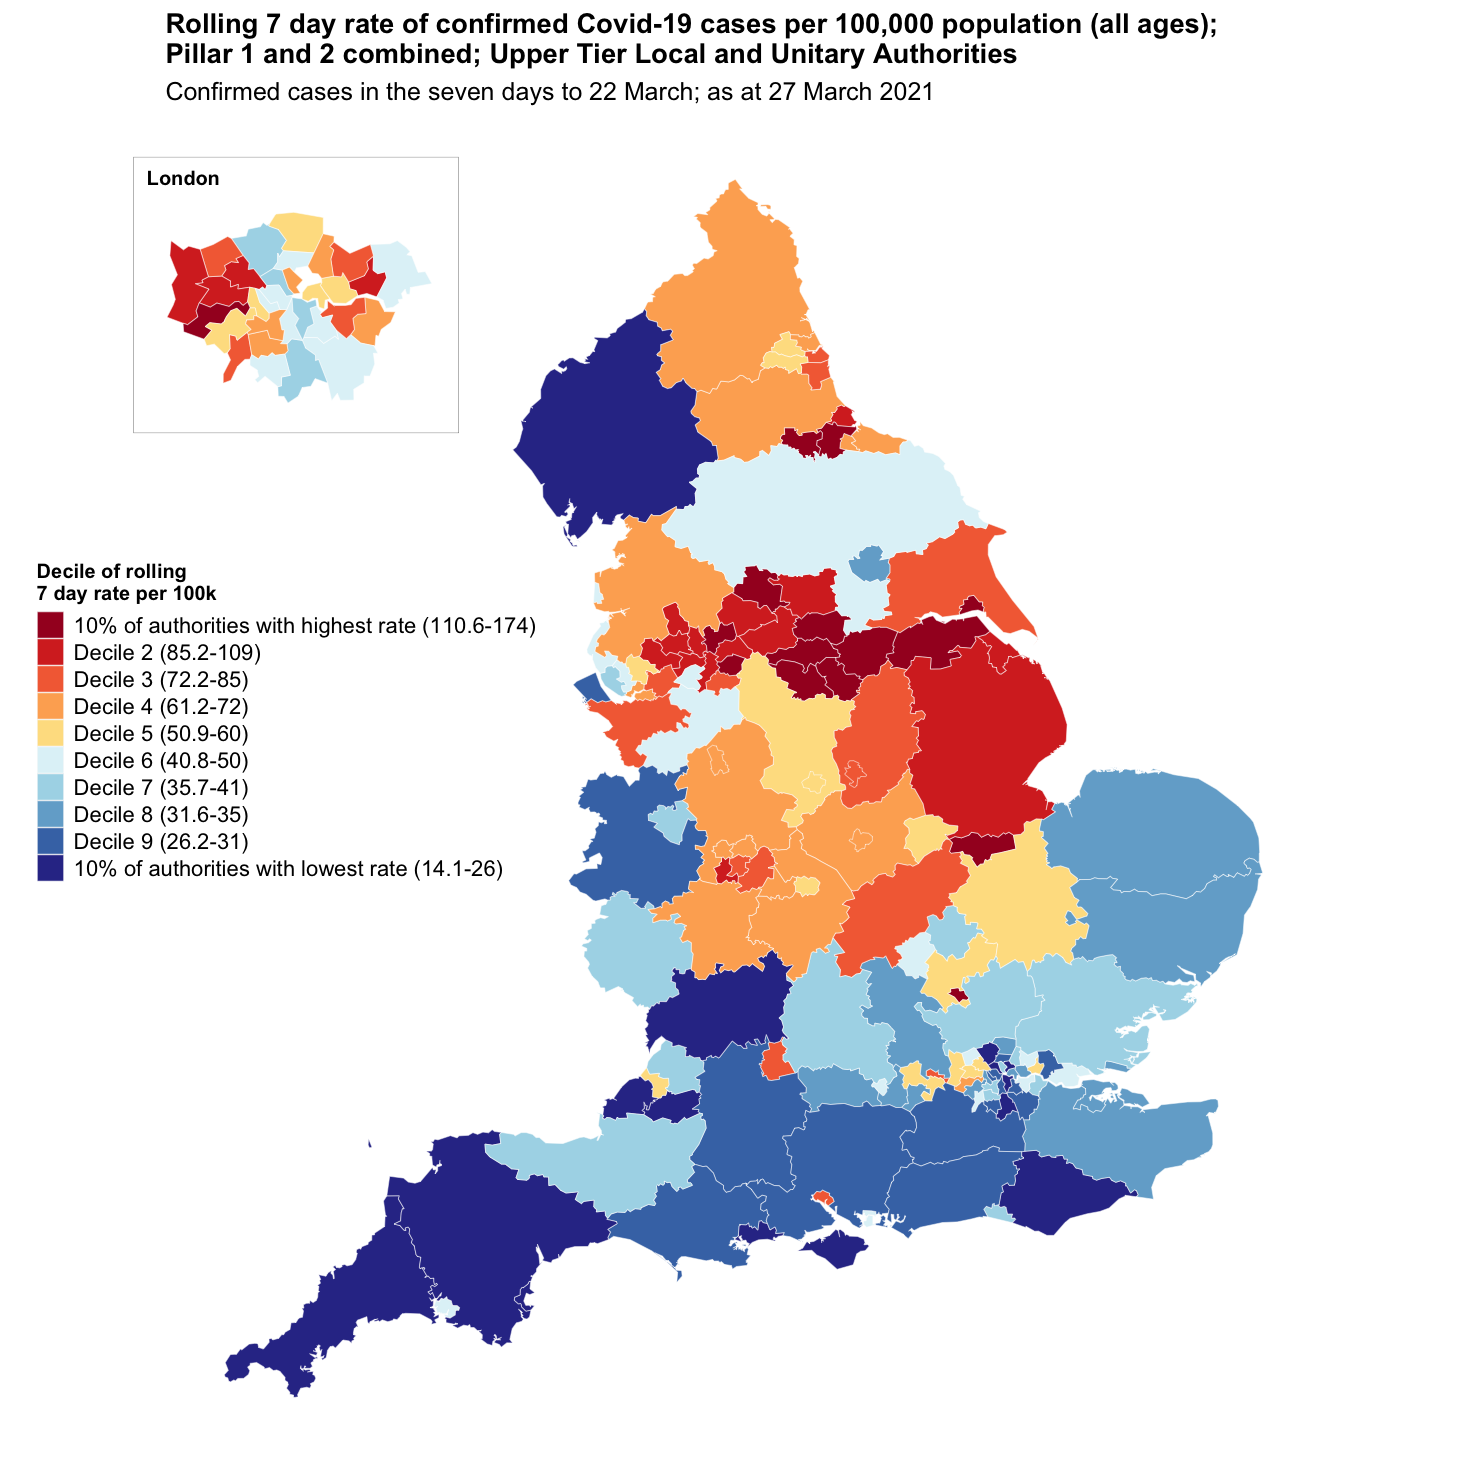 Rolling 7 day rate of confirmed Covid-19 cases per 100,000 population (all ages);
Pillar 1 and 2 combined; Upper Tier Local and Unitary Authorities
Confirmed cases in the seven days to 22 March; as at 27 March 2021
London
Decile of rolling
7 day rate per 100k
10% of authorities with highest rate (110.6-174)
Decile 2 (85.2-109)
Decile 3 (72.2-85)
Decile 4 (61.2-72)
Decile 5 (50.9-60)
Decile 6 (40.8-50)
Decile 7 (35.7-41)
Decile 8 (31.6-35)
Decile 9 (26.2-31)
10% of authorities with lowest rate (14.1-26)